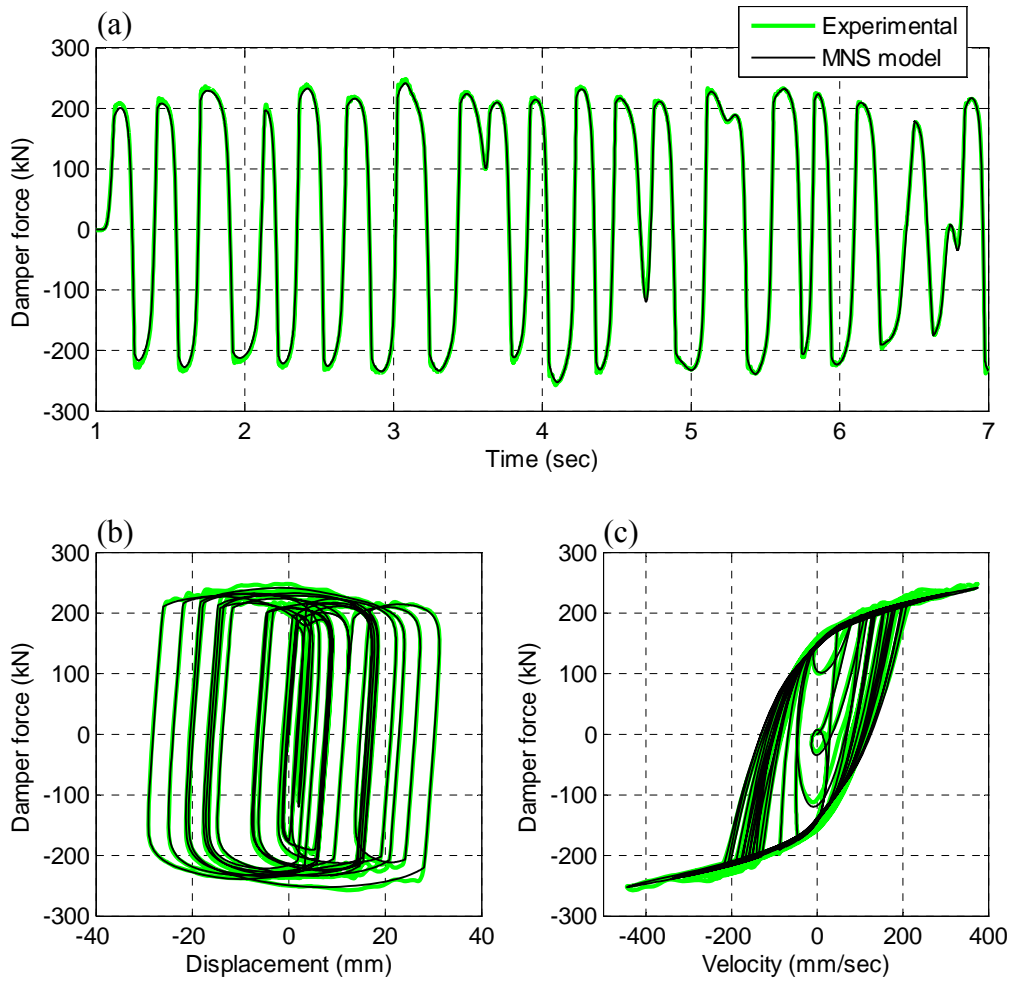 (a)
Experimental
MNS model
300
200
100
0
-100
-200
-300
Damper force (kN)
1 2 3 4 5 6 7
Time (sec)
(b)
300
200
100
0
-100
-200
-300
Damper force (kN)
-40 -20 0 20 40
Displacement (mm)
(c)
300
200
100
0
-100
-200
-300
Damper force (kN)
-400 -200 0 200 400
Velocity (mm/sec)